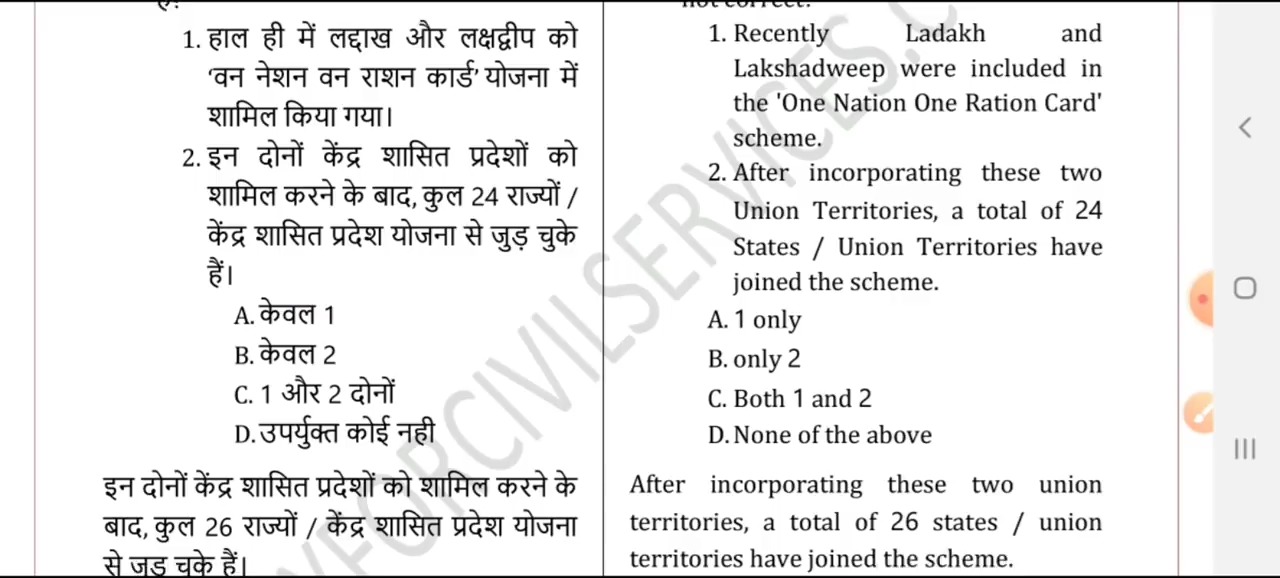 1. हाल ही में लद्दाख और लक्षद्वीप को
'वन नेशन वन राशन कार्ड' योजना में
शामिल किया गया।
2. इन दोनों केंद्र शासित प्रदेशों को
शामिल करने के बाद, कुल 24 राज्यों /
केंद्र शासित प्रदेश योजना से जुड़ चुके
हैं।
A. केवल 1
B. केवल 2
C. 1 और 2 दोनों
D. उपर्युक्त कोई नही
इन दोनों केंद्र शासित प्रदेशों को शामिल करने के
बाद, कुल 26 राज्यों / केंद्र शासित प्रदेश योजना
से जुड़ चुके हैं।
not correct?
1. Recently Ladakh and
Lakshadweep were included in
the 'One Nation One Ration Card'
scheme.
2. After incorporating these two
Union Territories, a total of 24
States / Union Territories have
joined the scheme.
A. 1 only
B. only 2
C. Both 1 and 2
D. None of the above
After incorporating these two union
territories, a total of 26 states / union
territories have joined the scheme.
YFORCIVILSERVICES.C